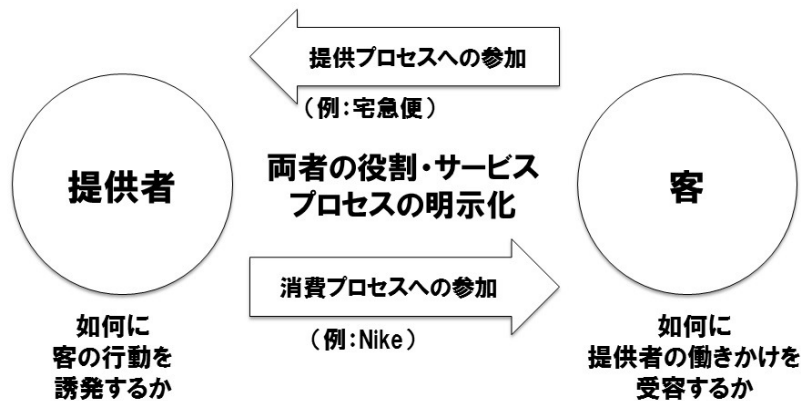 提供プロセスへの参加
（例：宅急便）
提供者
両者の役割・サービス
プロセスの明示化
客
消費プロセスへの参加
（例：Nike）
如何に
客の行動を
誘発するか
如何に
提供者の働きかけを
受容するか